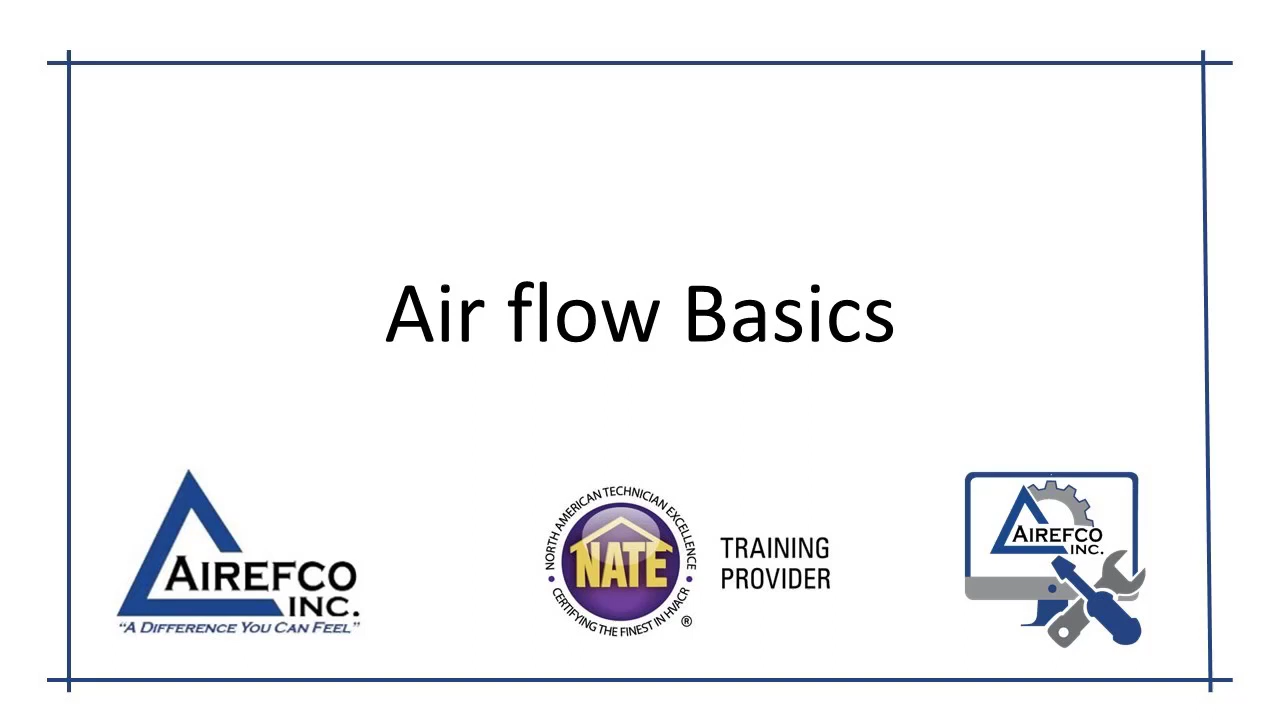 Air flow Basics
AIREFCO
INC.
“A DIFFERENCE YOU CAN FEEL”
NORTH AMERICAN TECHNICIAN EXCELLENCE
NATE
CERTIFYING THE FINEST IN HVACR
®
TRAINING
PROVIDER
AIREFCO
INC.